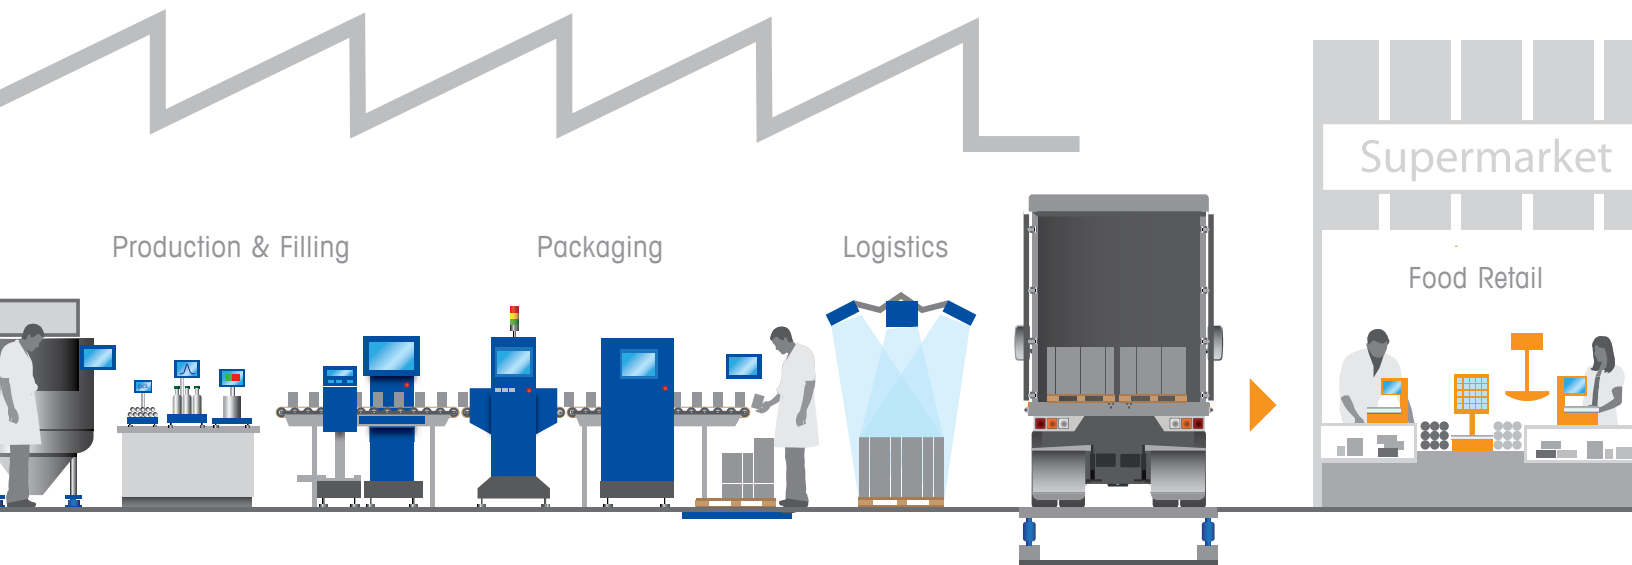 Supermarket
Production & Filling
Packaging
Logistics
Food Retail